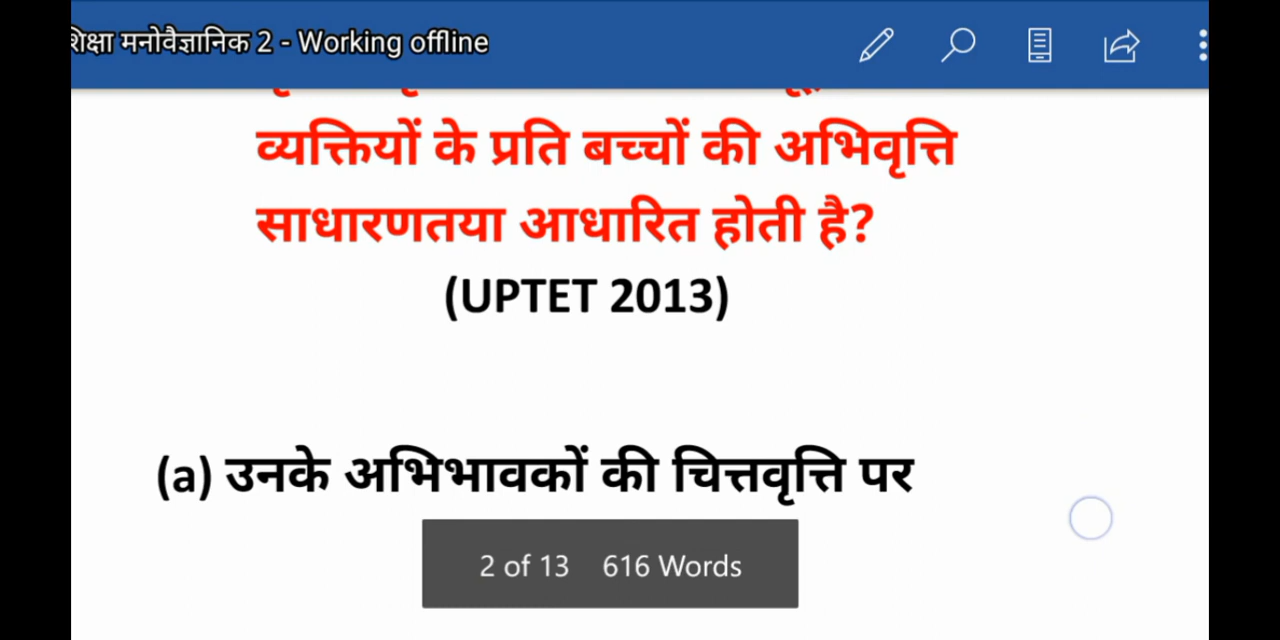 शिक्षा मनोवैज्ञानिक 2 - Working offline
व्यक्तियों के प्रति बच्चों की अभिवृत्ति
साधारणतया आधारित होती है?
(UPTET 2013)
(a) उनके अभिभावकों की चित्तवृत्ति पर
2 of 13 616 Words